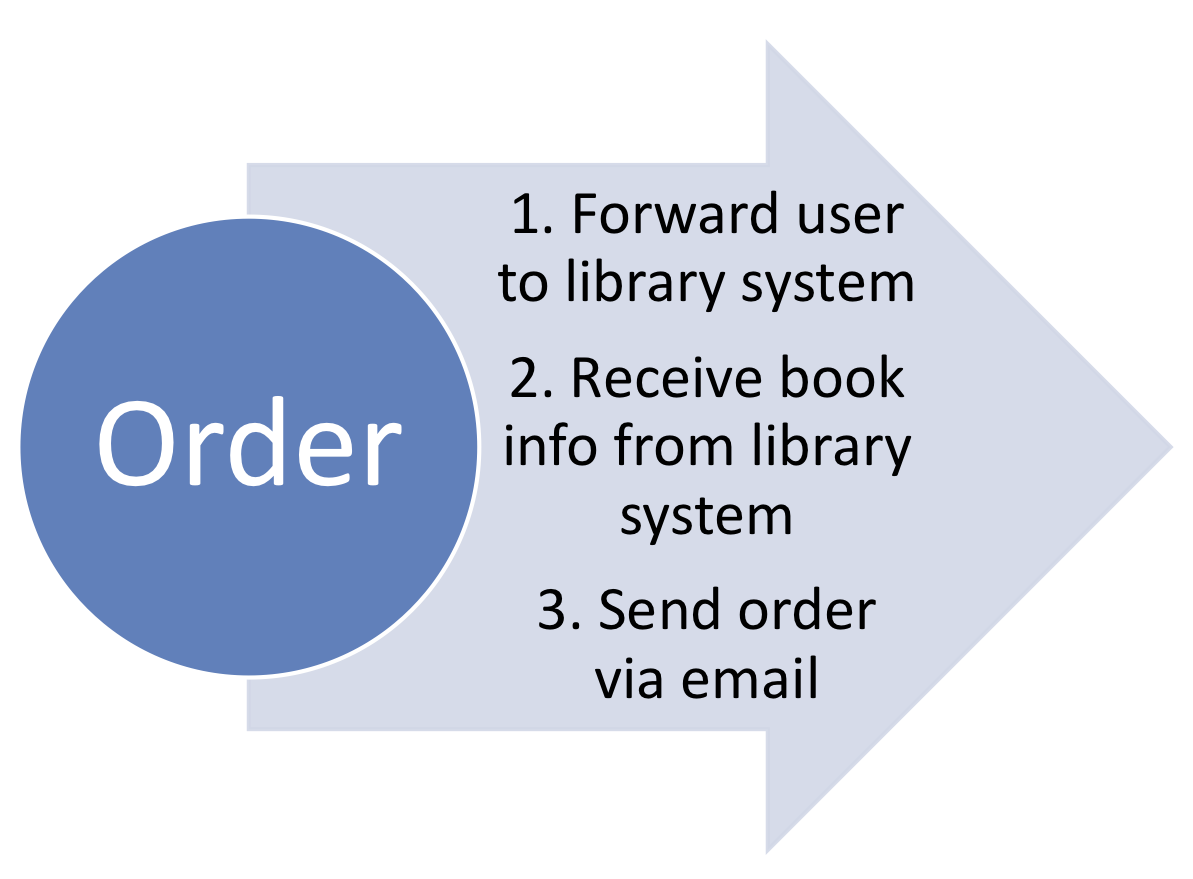 Order
1. Forward user
to library system
2. Receive book
info from library
system
3. Send order
via email